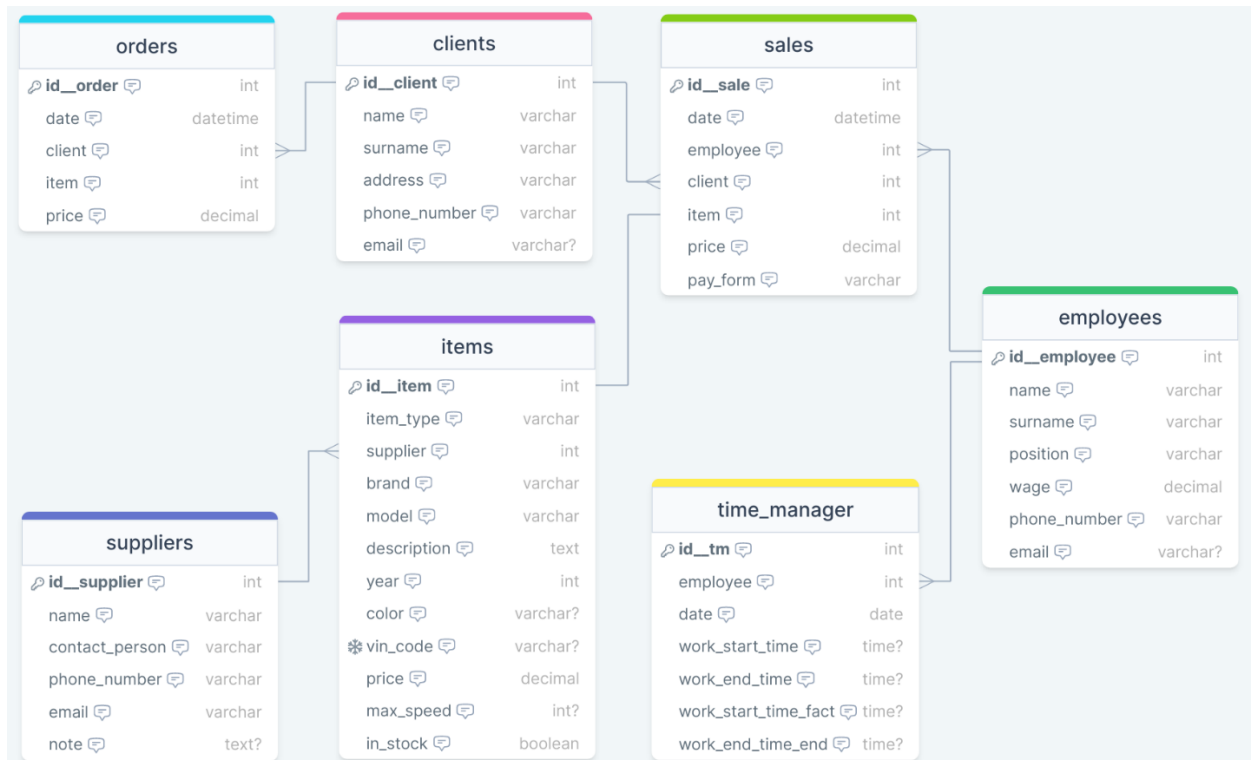 orders
id__order int
date datetime
client int
item int
price decimal
clients
id__client int
name varchar
surname varchar
address varchar
phone_number varchar
email varchar?
sales
id__sale int
date datetime
employee int
client int
item int
price decimal
pay_form varchar
employees
id__employee int
name varchar
surname varchar
position varchar
wage decimal
phone_number varchar
email varchar?
items
id__item int
item_type varchar
supplier int
brand varchar
model varchar
description text
year int
color varchar?
vin_code varchar?
price decimal
max_speed int?
in_stock boolean
time_manager
id__tm int
employee int
date date
work_start_time time?
work_end_time time?
work_start_time_fact time?
work_end_time_end time?
suppliers
id__supplier int
name varchar
contact_person varchar
phone_number varchar
email varchar
note text?